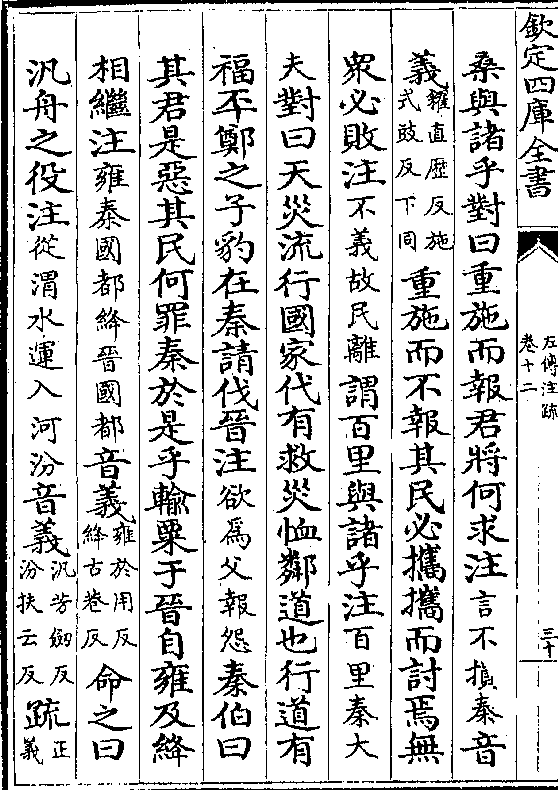 欽定四庫全書
左傳注疏
卷十二
三十
桑與諸乎對曰重施而報君將何求注言不損秦音
義糴直歷反施式豉反下同重施而不報其民必攜攜而討焉無
衆必敗注不義故民離謂百里與諸乎注百里秦大
夫對曰天災流行國家代有救災恤鄰道也行道有
福㔻鄭之子豹在秦請伐晉注欲爲父報怨秦伯曰
其君是惡其民何罪秦於是乎輸粟于晉自雍及絳
相繼注雍秦國都絳晉國都音義雍於用反絳古巷反命之曰
汎舟之役注從渭水運入河汾音義汎芳劒反汾扶云反疏正義